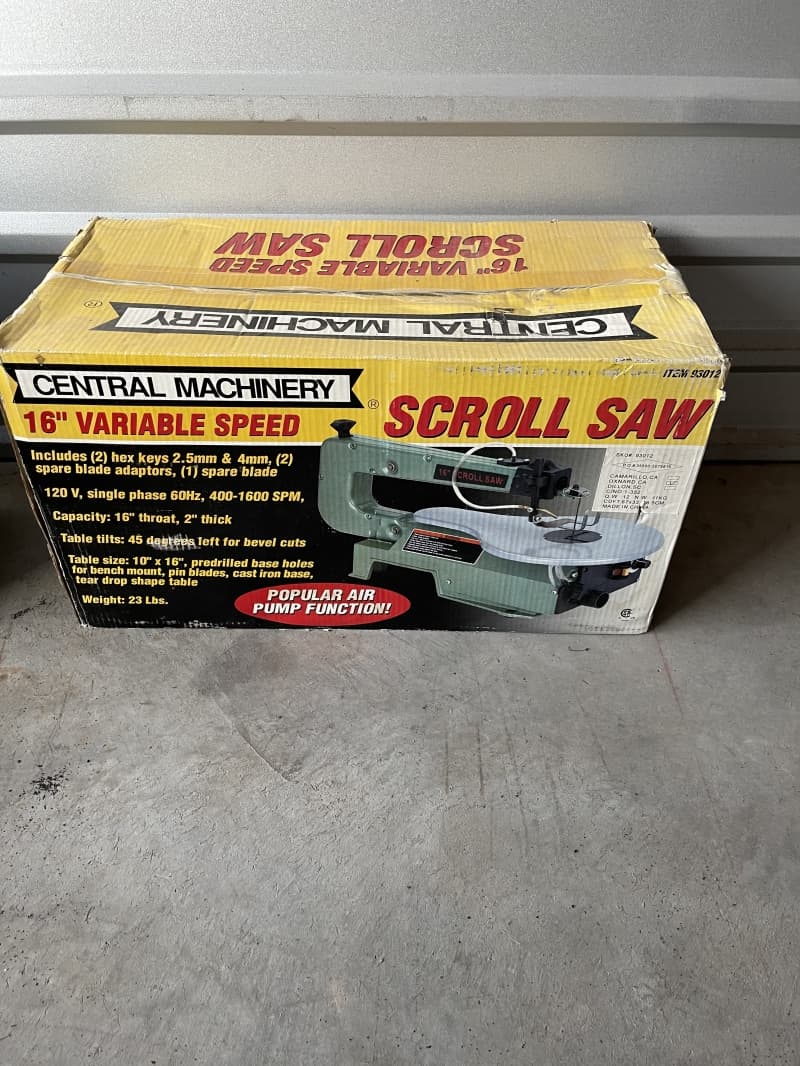 16" VARIABLE SPEED
SCROLL SAW
CENTRAL MACHINERY ®
ITEM 93012
CENTRAL MACHINERY ®
16" VARIABLE SPEED
SCROLL SAW
Includes (2) hex keys 2.5mm & 4mm, (2)
spare blade adaptors, (1) spare blade
120 V, single phase 60Hz, 400-1600 SPM,
Capacity: 16" throat, 2" thick
Table tilts: 45 degrees left for bevel cuts
Table size: 10" x 16", predrilled base holes
for bench mount, pin blades, cast iron base,
tear drop shape table
Weight: 23 Lbs.
POPULAR AIR
PUMP FUNCTION!
16" SCROLL SAW
SKU#: 93012
CAMARILLO, CA
OXNARD, CA
DILLON, SC
MADE IN CHINA